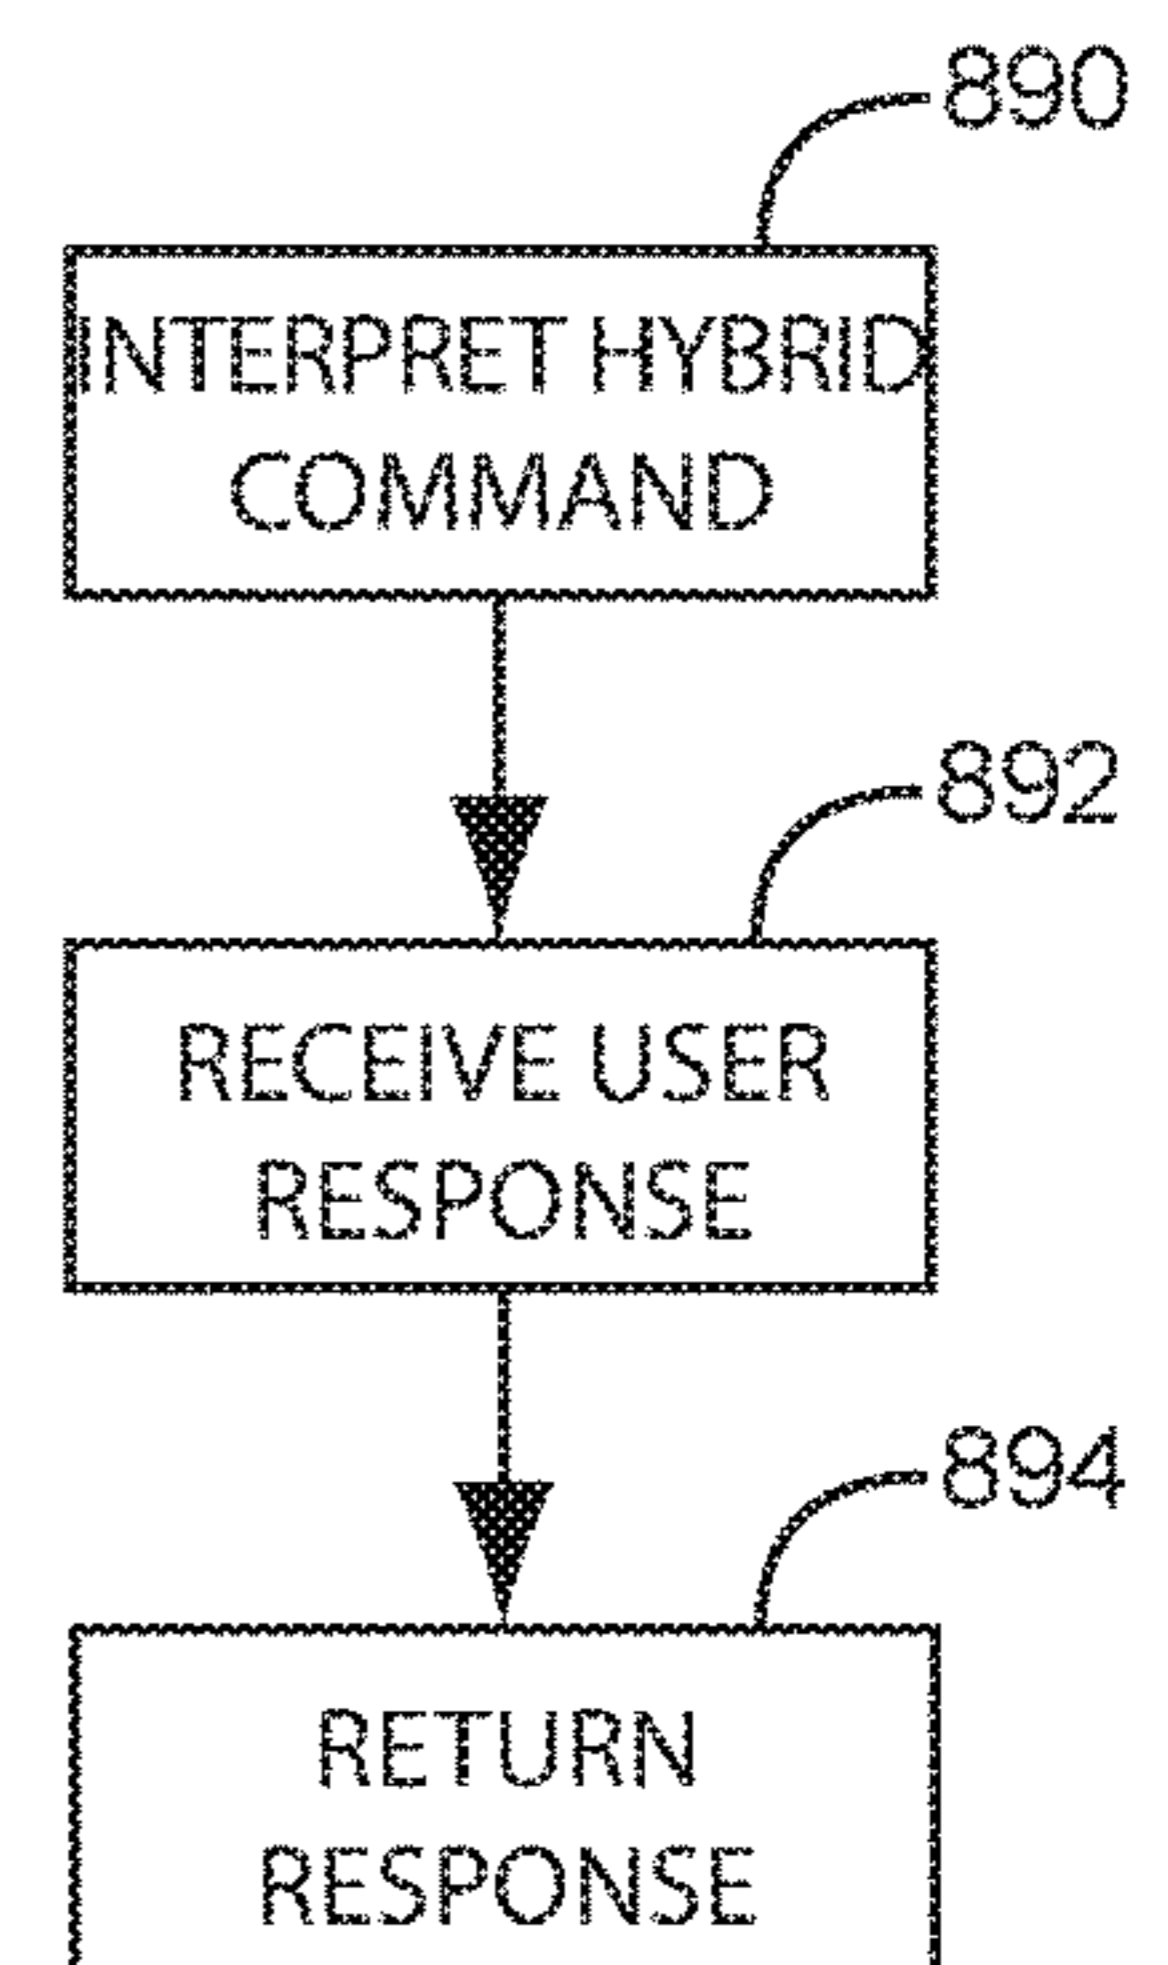 890
INTERPRET HYBRID
COMMAND
892
RECEIVE USER
RESPONSE
894
RETURN
RESPONSE